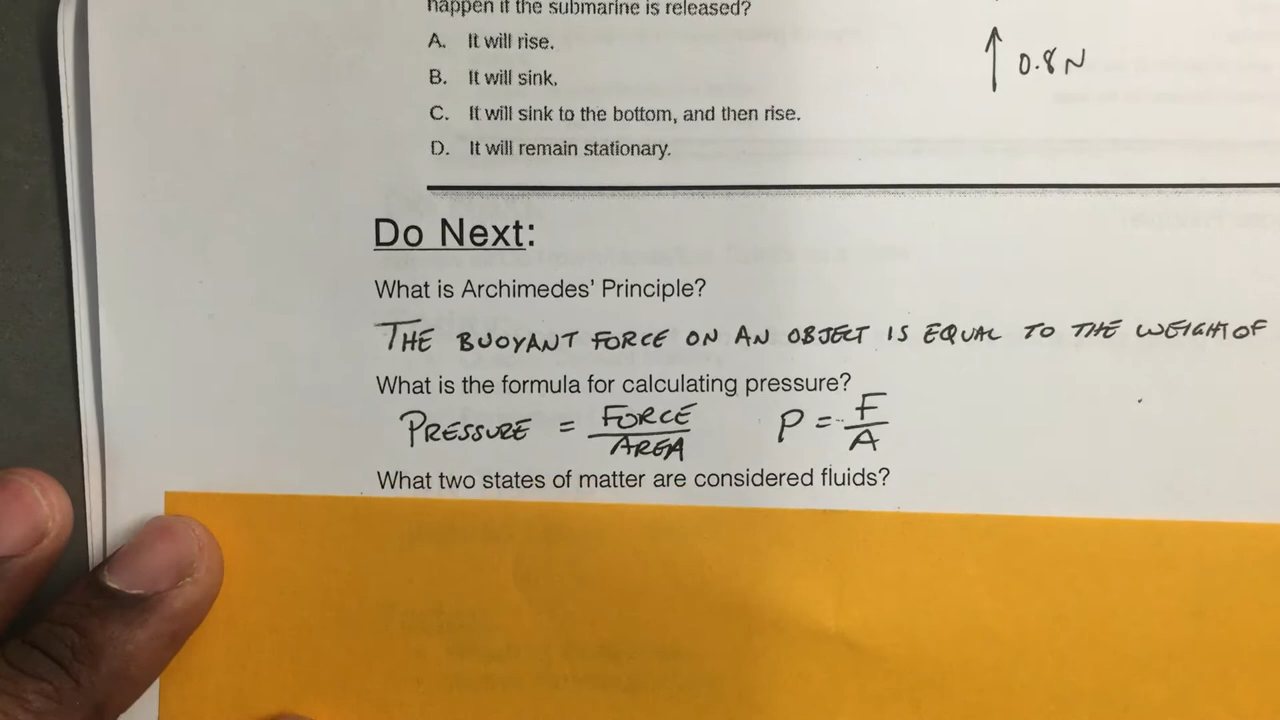 happen if the submarine is released?
A. It will rise.
0.8 N
B. It will sink.
C. It will sink to the bottom, and then rise.
D. It will remain stationary.
Do Next:
What is Archimedes' Principle?
THE BUOYANT FORCE ON AN OBJECT IS EQUAL TO THE WEIGHT OF
What is the formula for calculating pressure?
PRESSURE = FORCE/AREA P = F/A
What two states of matter are considered fluids?